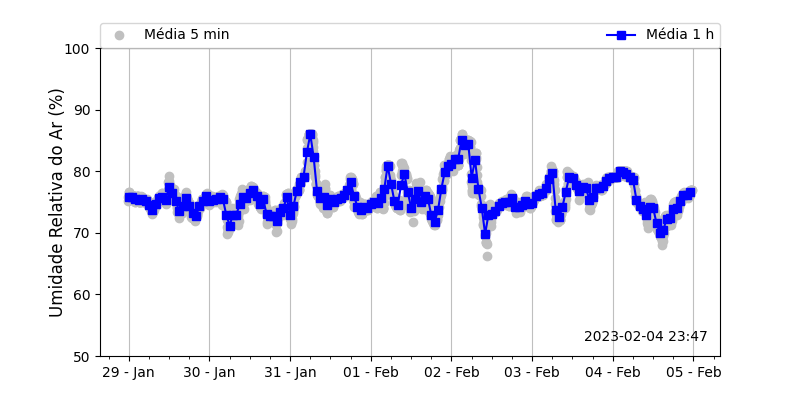 Média 5 min
Média 1 h
Umidade Relativa do Ar (%)
100
90
80
70
60
50
2023-02-04 23:47
29 - Jan
30 - Jan
31 - Jan
01 - Feb
02 - Feb
03 - Feb
04 - Feb
05 - Feb